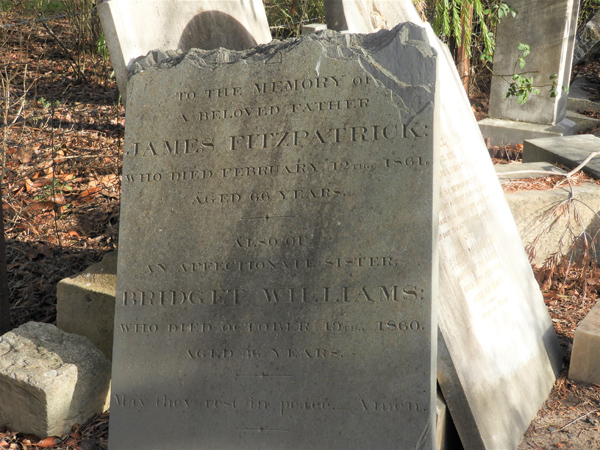 TO THE MEMORY OF
A BELOVED FATHER
JAMES FITZPATRICK:
WHO DIED FEBRUARY 12TH., 1861.
AGED 66 YEARS.
ALSO OF
AN AFFECTIONATE SISTER,
BRIDGET WILLIAMS:
WHO DIED OCTOBER 19TH., 1860.
AGED 36 YEARS.
May they rest in peace.—Amen.